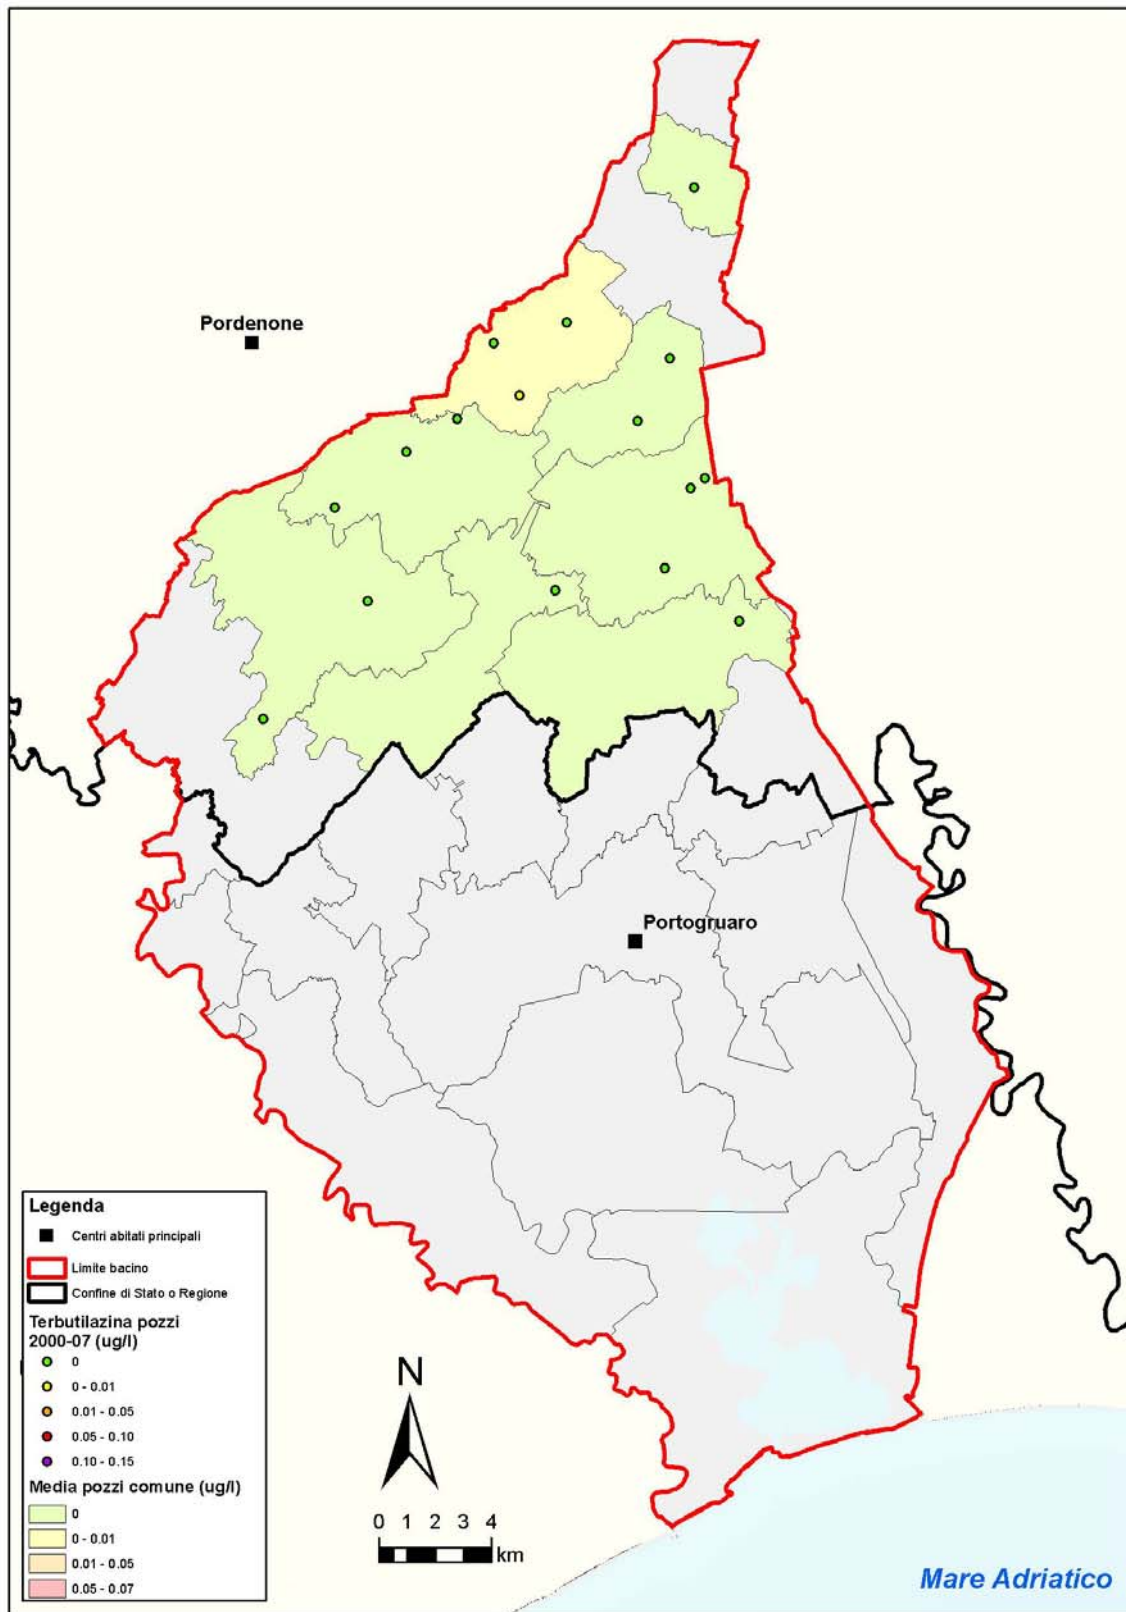 Pordenone
Portogruaro
Legenda
Centri abitati principali
Limite bacino
Confine di Stato o Regione
Terbutilazina pozzi
2000-07 (ug/l)
0
0 - 0.01
0.01 - 0.05
0.05 - 0.10
0.10 - 0.15
Media pozzi comune (ug/l)
0
0 - 0.01
0.01 - 0.05
0.05 - 0.07
N
0 1 2 3 4
km
Mare Adriatico